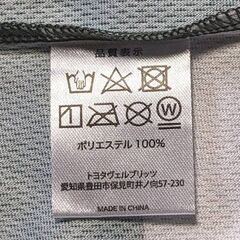 品質表示
ポリエステル 100%
トヨタヴェルブリッツ
愛知県豊田市保見町井ノ向57-230
MADE IN CHINA